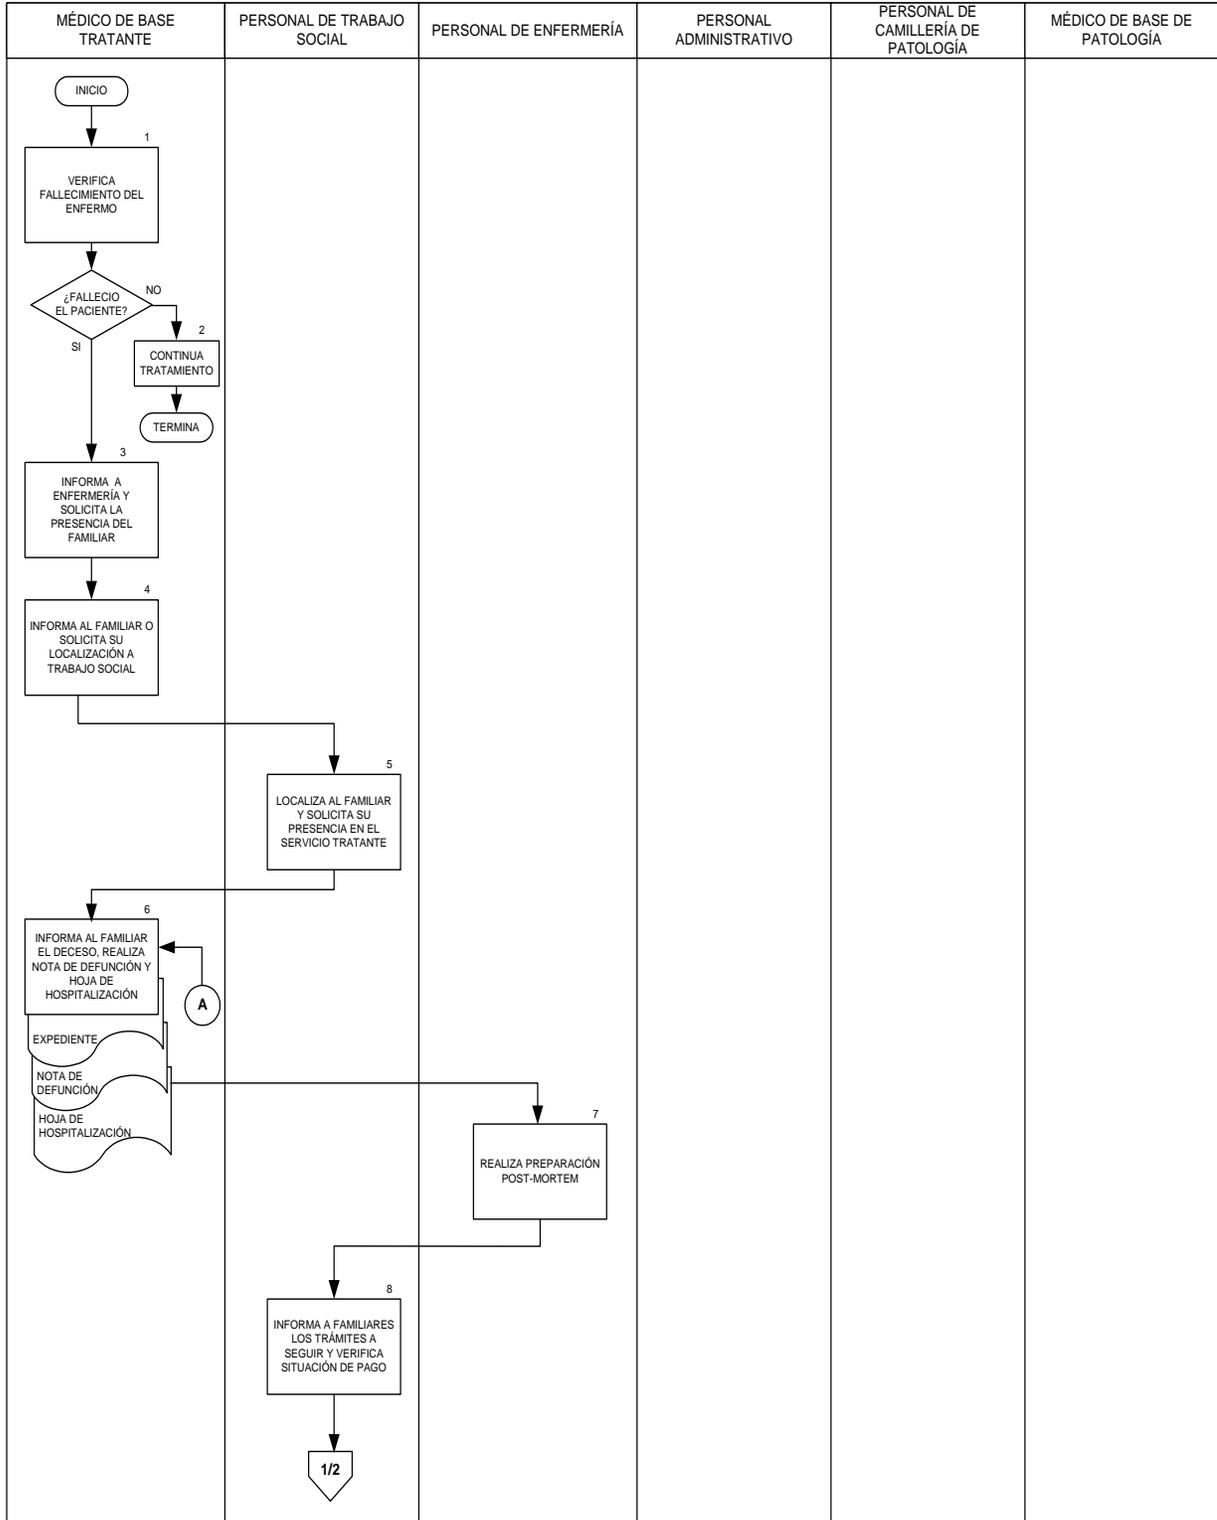 MÉDICO DE BASE
TRATANTE
PERSONAL DE TRABAJO
SOCIAL
PERSONAL DE ENFERMERÍA
PERSONAL
ADMINISTRATIVO
PERSONAL DE
CAMILLERÍA DE
PATOLOGÍA
MÉDICO DE BASE DE
PATOLOGÍA
INICIO
1
VERIFICA
FALLECIMIENTO DEL
ENFERMO
¿FALLECIO
EL PACIENTE?
NO
SI
2
CONTINUA
TRATAMIENTO
TERMINA
3
INFORMA A
ENFERMERÍA Y
SOLICITA LA
PRESENCIA DEL
FAMILIAR
4
INFORMA AL FAMILIAR O
SOLICITA SU
LOCALIZACIÓN A
TRABAJO SOCIAL
5
LOCALIZA AL FAMILIAR
Y SOLICITA SU
PRESENCIA EN EL
SERVICIO TRATANTE
6
INFORMA AL FAMILIAR
EL DECESO, REALIZA
NOTA DE DEFUNCIÓN Y
HOJA DE
HOSPITALIZACIÓN
A
EXPEDIENTE
NOTA DE
DEFUNCIÓN
HOJA DE
HOSPITALIZACIÓN
7
REALIZA PREPARACIÓN
POST-MORTEM
8
INFORMA A FAMILIARES
LOS TRÁMITES A
SEGUIR Y VERIFICA
SITUACIÓN DE PAGO
1/2